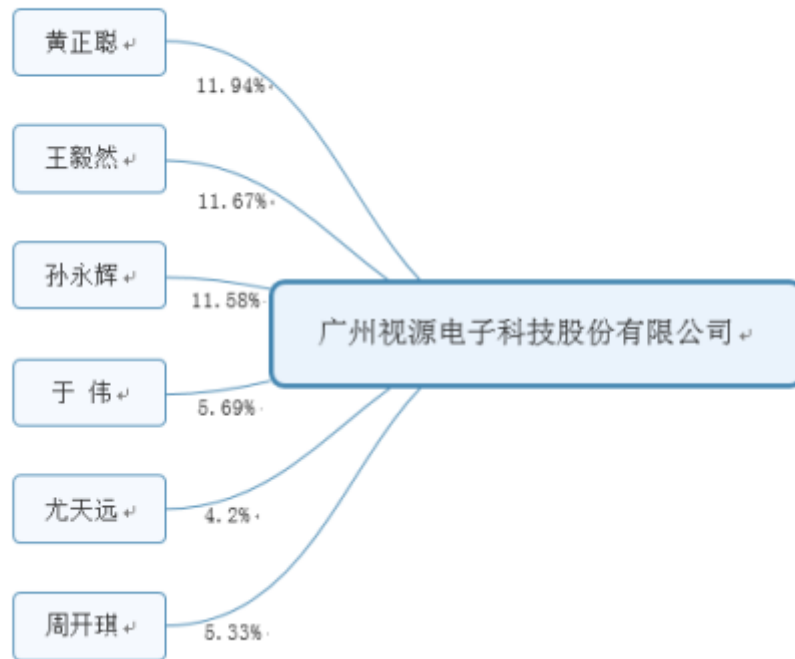 黄正聪
11.94%
王毅然
11.67%
孙永辉
11.58%
广州视源电子科技股份有限公司
于 伟
5.69%
尤天远
4.2%
周开琪
5.33%